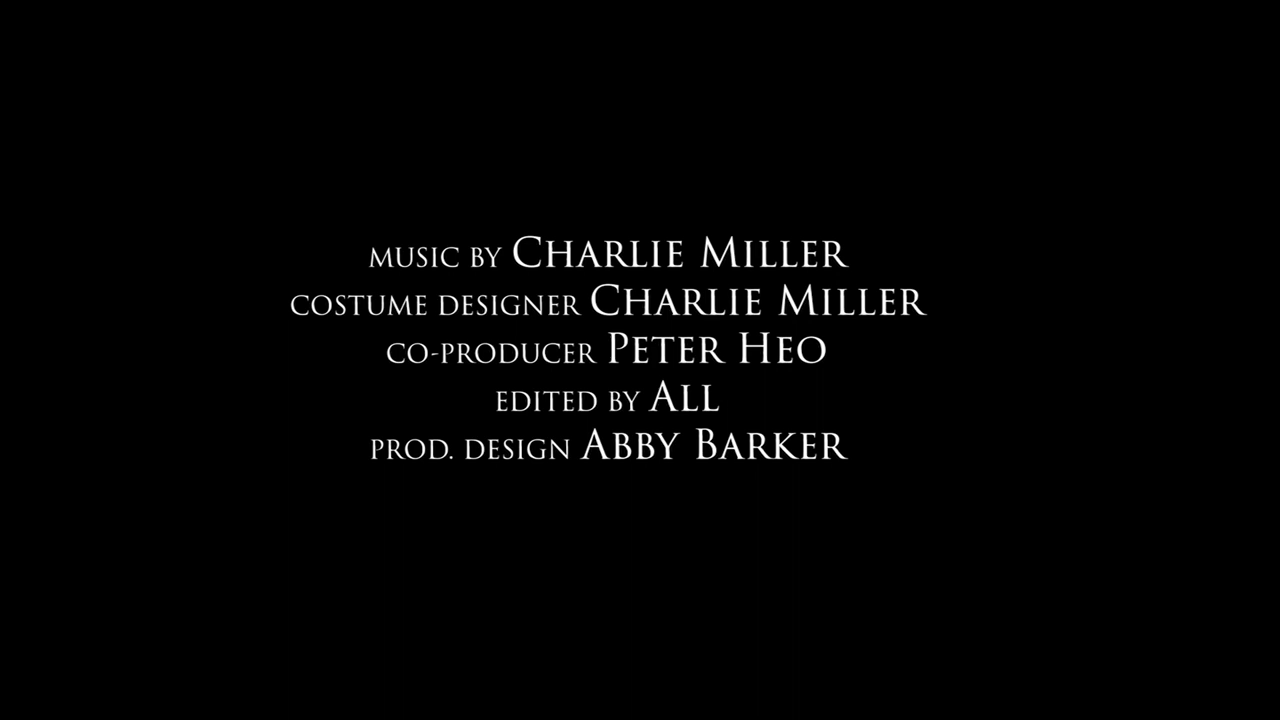 MUSIC BY CHARLIE MILLER
COSTUME DESIGNER CHARLIE MILLER
CO-PRODUCER PETER HEO
EDITED BY ALL
PROD. DESIGN ABBY BARKER